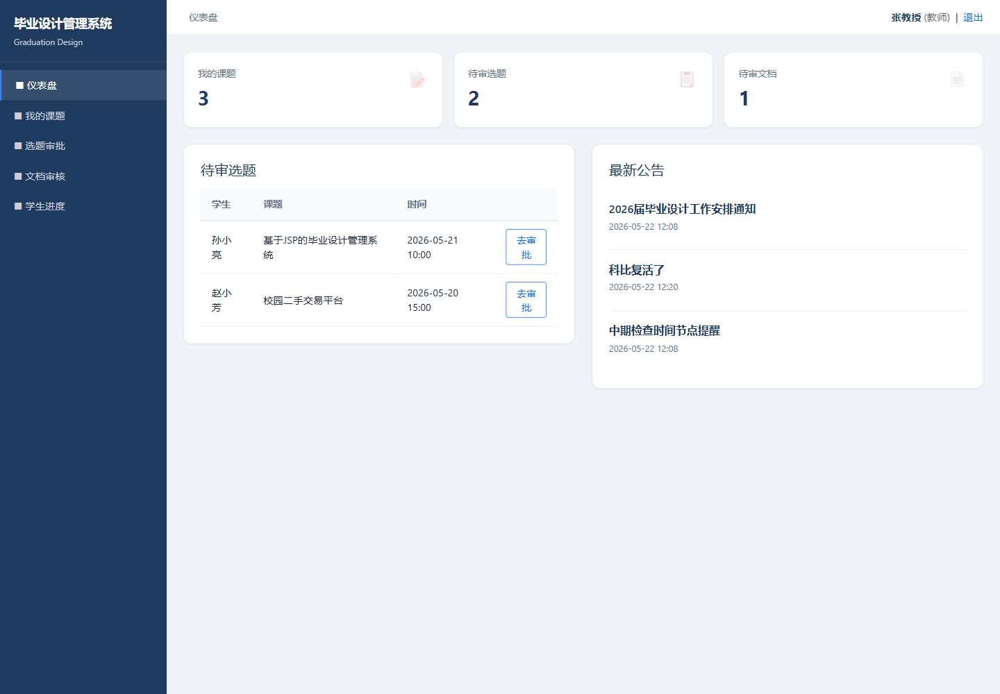 毕业设计管理系统
Graduation Design
仪表盘
我的课题
选题审批
文档审核
学生进度
仪表盘
张教授 (教师) | 退出
我的课题
3
待审选题
2
待审文档
1
待审选题
学生 课题 时间
孙小亮 基于JSP的毕业设计管理系统 2026-05-21 10:00 去审批
赵小芳 校园二手交易平台 2026-05-20 15:00 去审批
最新公告
2026届毕业设计工作安排通知
2026-05-22 12:08
科比复活了
2026-05-22 12:20
中期检查时间节点提醒
2026-05-22 12:08